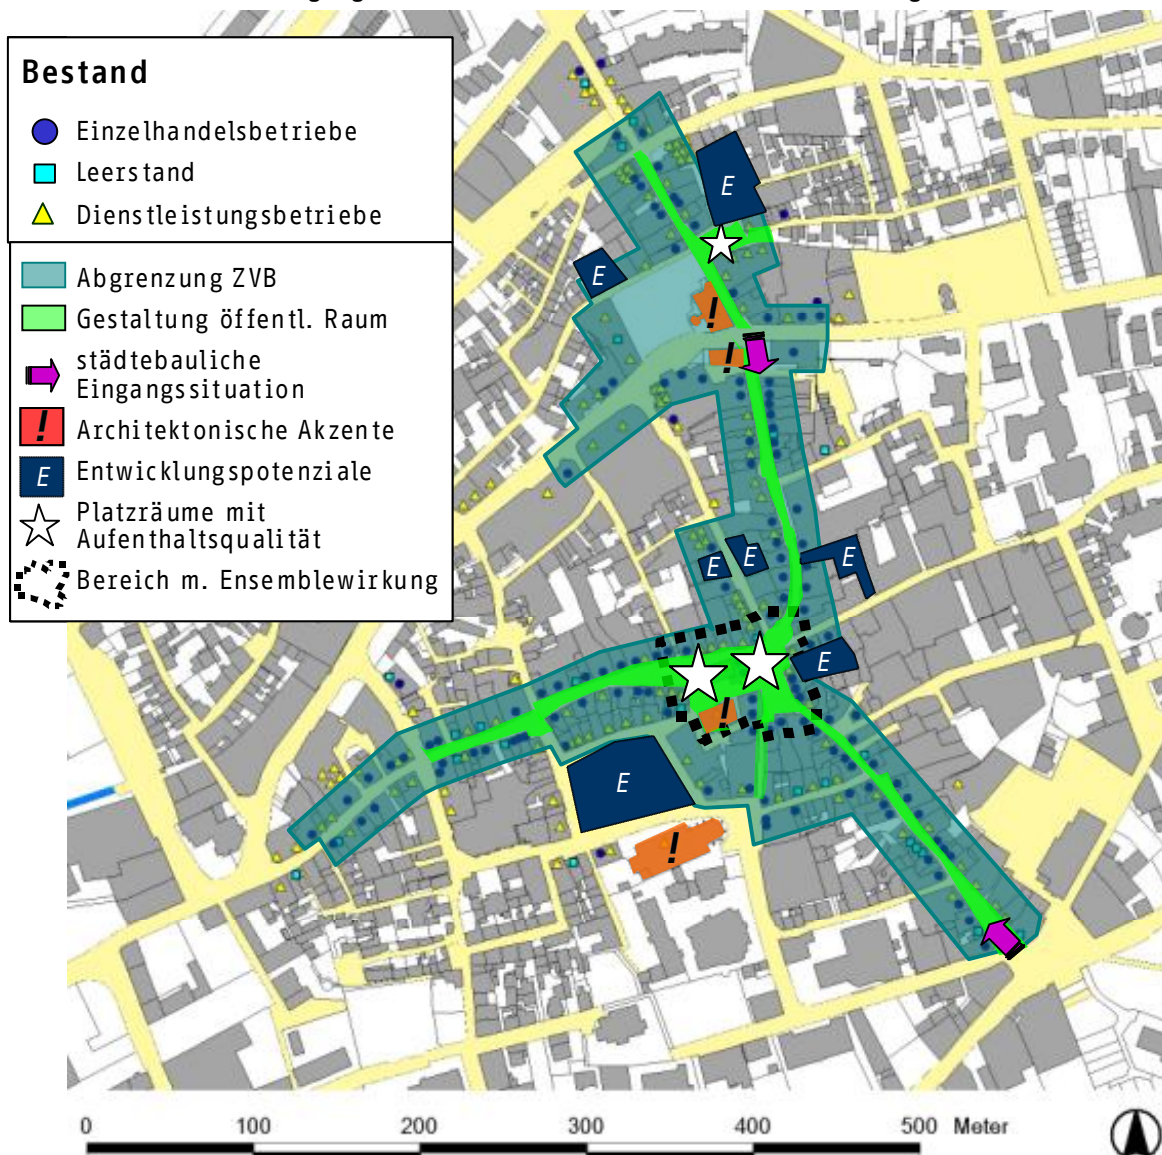 Bestand
Einzelhandelsbetriebe
Leerstand
Dienstleistungsbetriebe
Abgrenzung ZVB
Gestaltung öffentl. Raum
städtebauliche
Eingangssituation
! Architektonische Akzente
E Entwicklungspotenziale
Platzräume mit
Aufenthaltsqualität
Bereich m. Ensemblewirkung
E
E
!
!
E
E
E
E
!
E
!
0 100 200 300 400 500 Meter